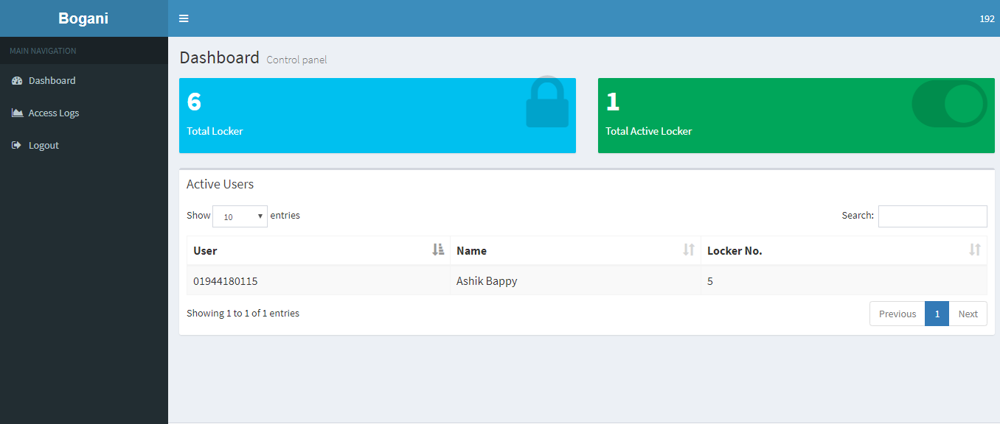 Bogani
192
MAIN NAVIGATION
Dashboard
Access Logs
Logout
Dashboard Control panel
6
Total Locker
1
Total Active Locker
Active Users
Show 10 entries
Search:
User Name Locker No.
01944180115 Ashik Bappy 5
Showing 1 to 1 of 1 entries
Previous 1 Next